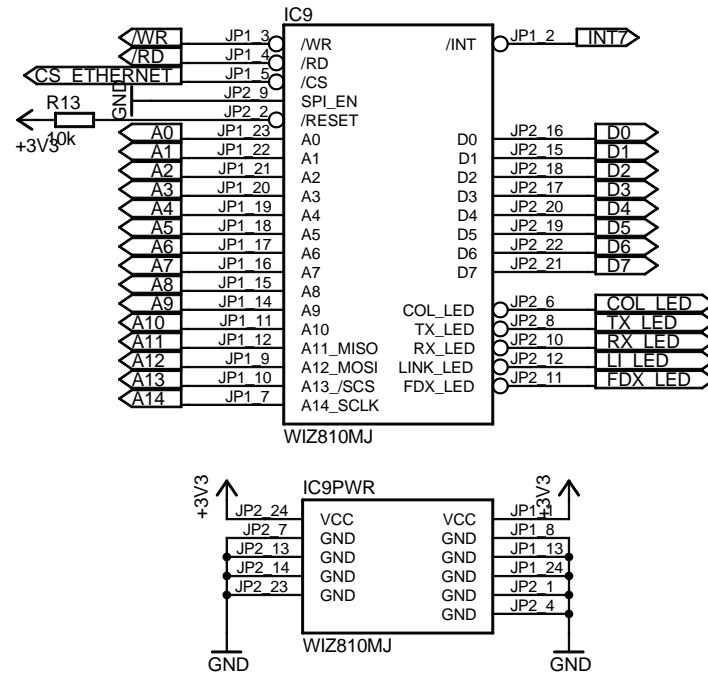 IC9
/WR JP1_3 /WR /INT JP1_2 INT7
/RD JP1_4 /RD
CS_ETHERNET JP1_5 /CS
GND JP2_9 SPI_EN
R13 10k +3V3 JP2_2 /RESET
A0 JP1_23 A0 D0 JP2_16 D0
A1 JP1_22 A1 D1 JP2_15 D1
A2 JP1_21 A2 D2 JP2_18 D2
A3 JP1_20 A3 D3 JP2_17 D3
A4 JP1_19 A4 D4 JP2_20 D4
A5 JP1_18 A5 D5 JP2_19 D5
A6 JP1_17 A6 D6 JP2_22 D6
A7 JP1_16 A7 D7 JP2_21 D7
A8 JP1_15 A8
A9 JP1_14 A9 COL_LED JP2_6 COL_LED
A10 JP1_11 A10 TX_LED JP2_8 TX_LED
A11 JP1_12 A11_MISO RX_LED JP2_10 RX_LED
A12 JP1_9 A12_MOSI LINK_LED JP2_12 LI_LED
A13 JP1_10 A13_/SCS FDX_LED JP2_11 FDX_LED
A14 JP1_7 A14_SCLK
WIZ810MJ
IC9PWR
+3V3 JP2_24 VCC VCC JP1_1 +3V3
JP2_7 GND GND JP1_8
JP2_13 GND GND JP1_13
JP2_14 GND GND JP1_24
JP2_23 GND GND JP2_1
GND JP2_4
WIZ810MJ
GND GND